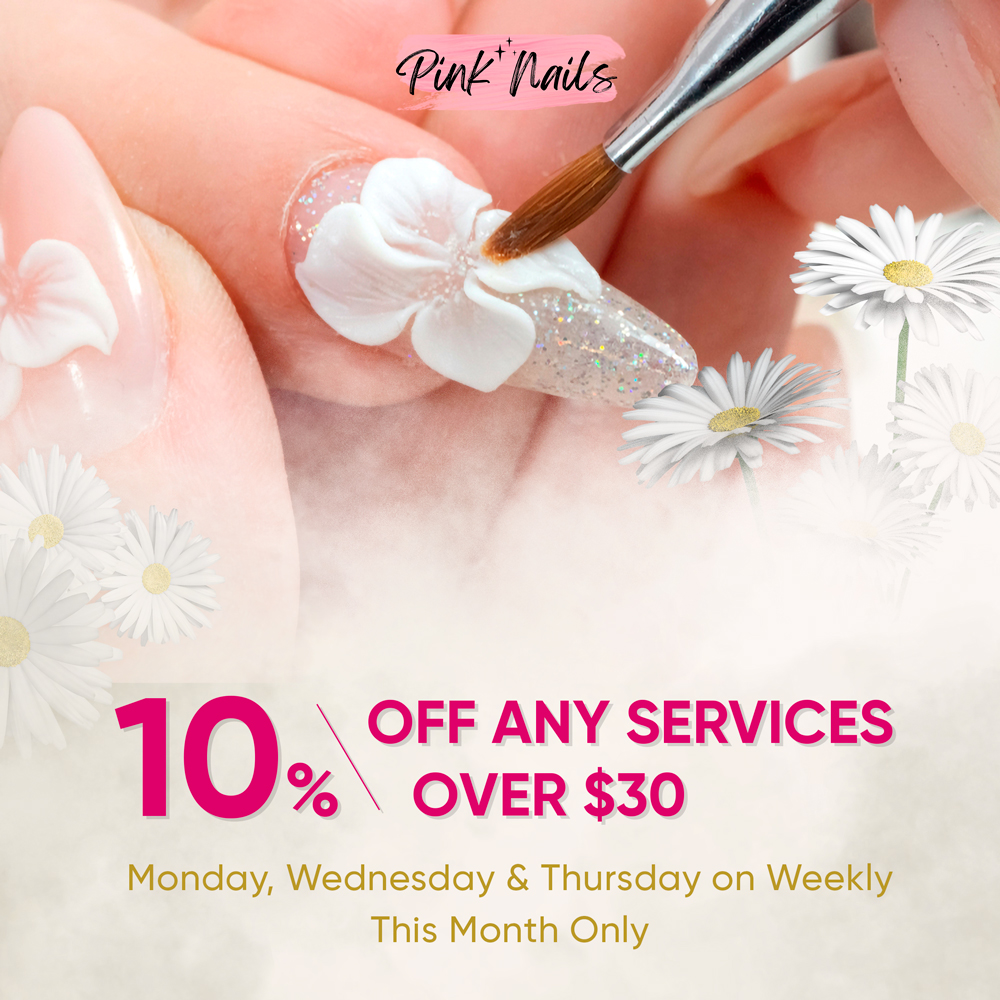 Pink Nails
10% OFF ANY SERVICES
OVER $30
Monday, Wednesday & Thursday on Weekly
This Month Only